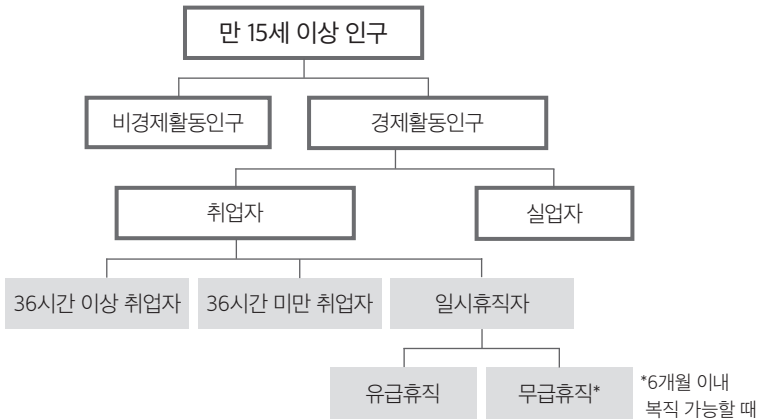 만 15세 이상 인구
비경제활동인구
경제활동인구
취업자
실업자
36시간 이상 취업자
36시간 미만 취업자
일시휴직자
유급휴직
무급휴직*
*6개월 이내
복직 가능할 때